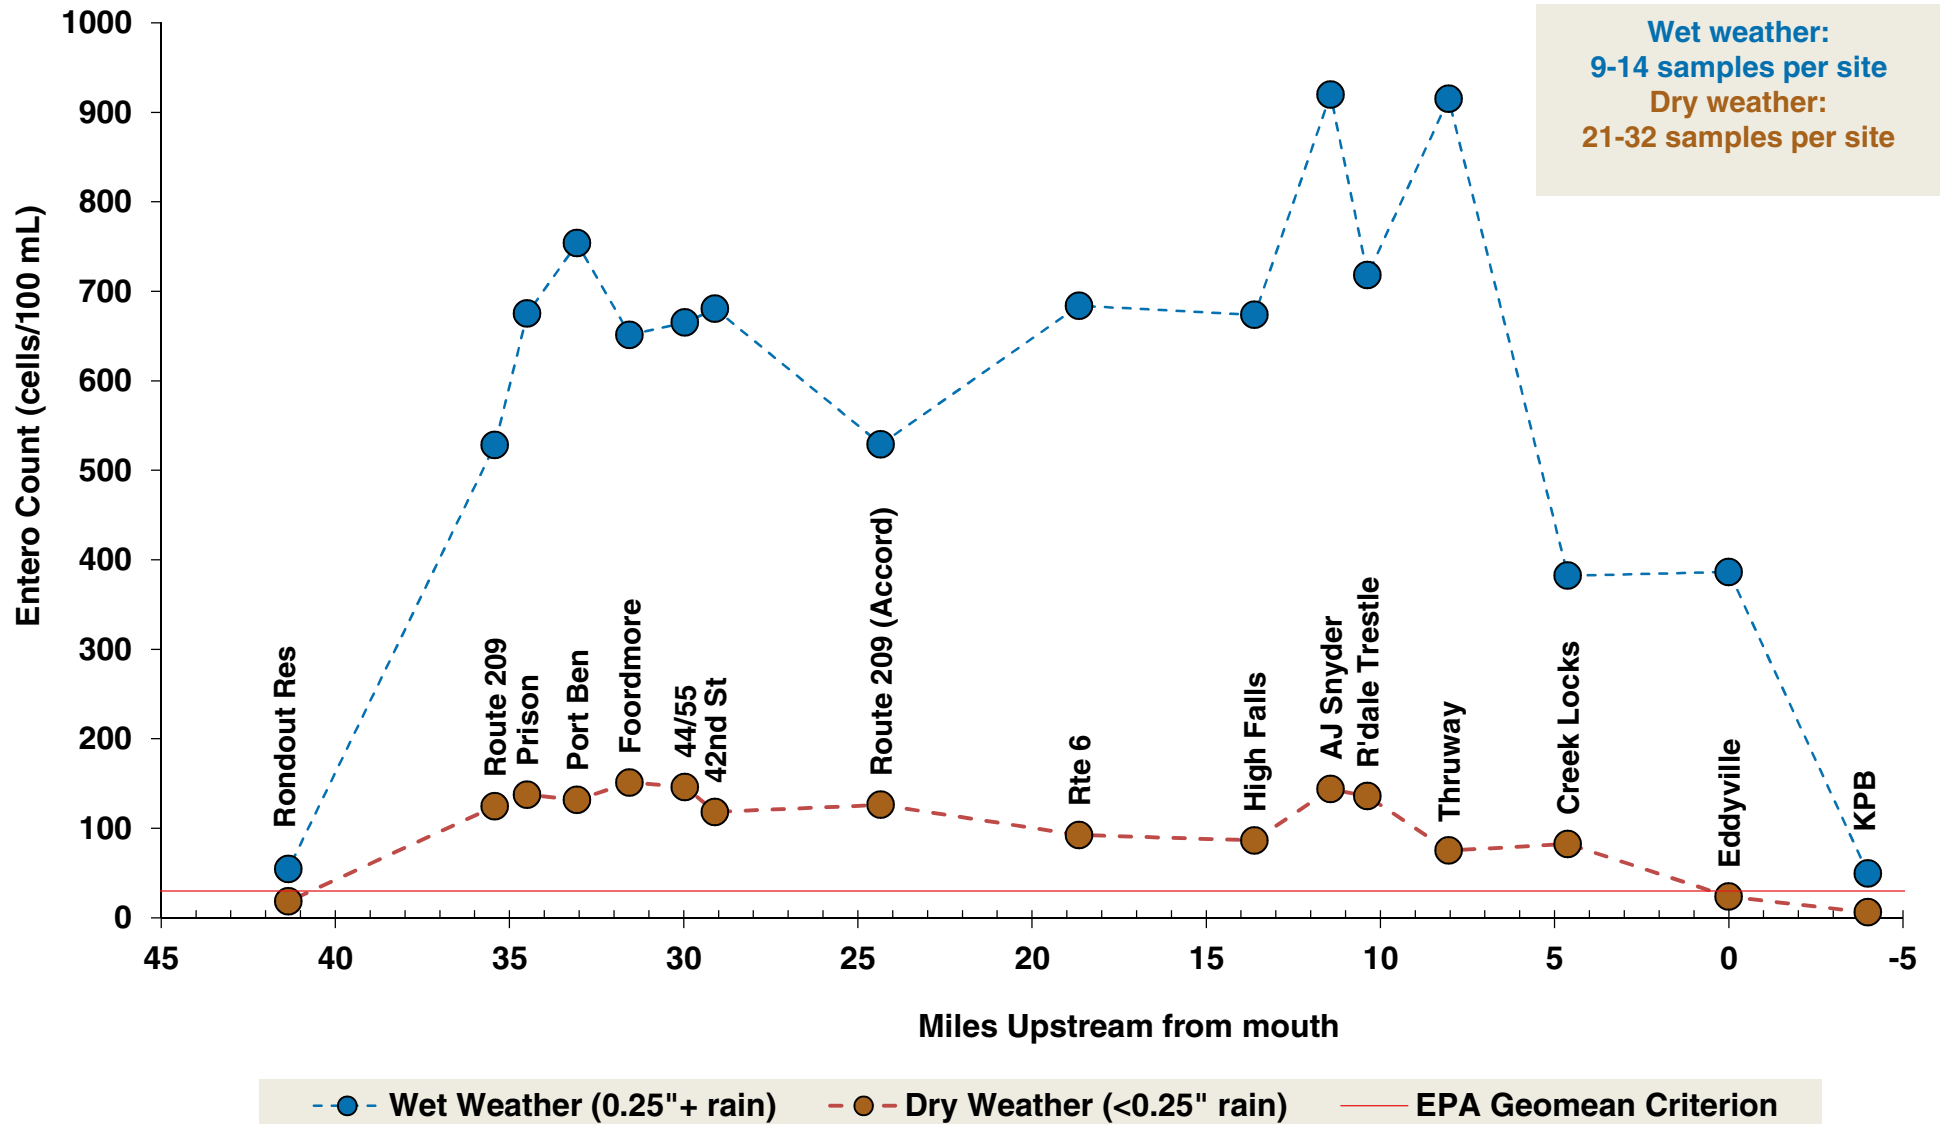 Wet weather:
9-14 samples per site
Dry weather:
21-32 samples per site
Entero Count (cells/100 mL)
1000
900
800
700
600
500
400
300
200
100
0
Rondout Res
Route 209
Prison
Port Ben
Foordmore
44/55
42nd St
Route 209 (Accord)
Rte 6
High Falls
AJ Snyder
R'dale Trestle
Thruway
Creek Locks
Eddyville
KPB
45 40 35 30 25 20 15 10 5 0 -5
Miles Upstream from mouth
Wet Weather (0.25"+ rain) Dry Weather (<0.25" rain) EPA Geomean Criterion